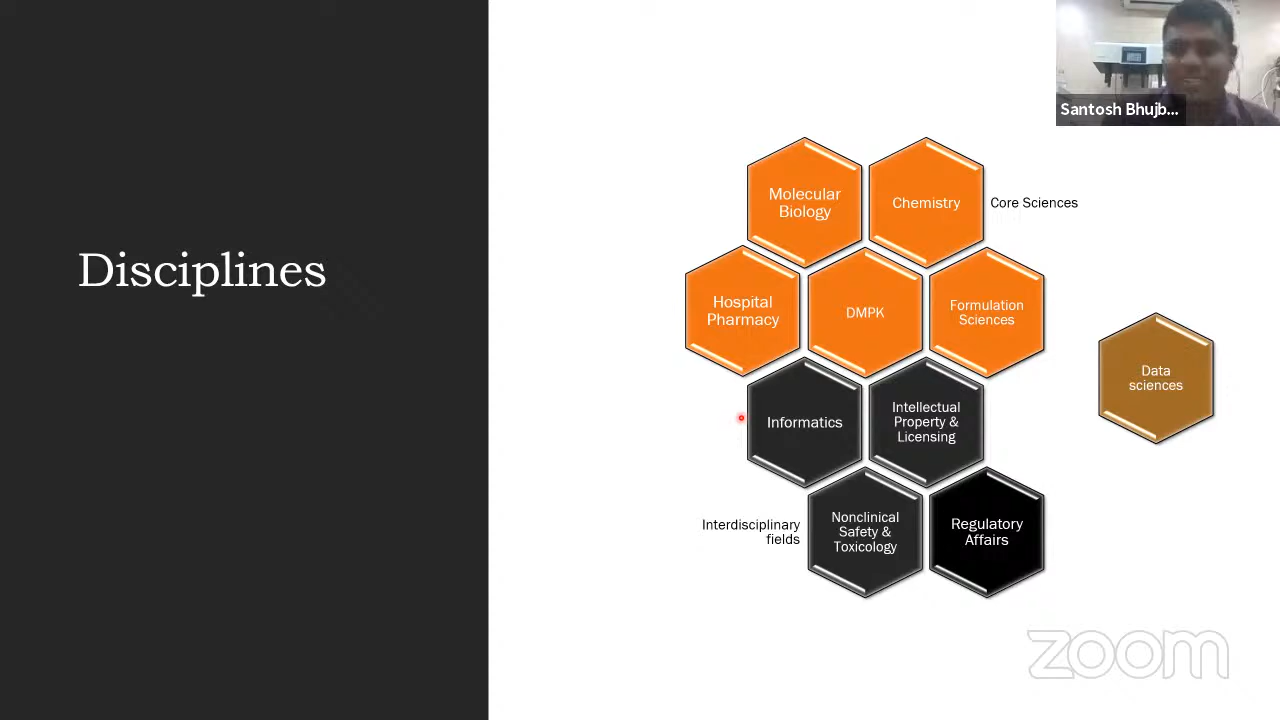 Santosh Bhujb...
Disciplines
Molecular
Biology
Chemistry
Core Sciences
Hospital
Pharmacy
DMPK
Formulation
Sciences
Data
sciences
Informatics
Intellectual
Property &
Licensing
Interdisciplinary
fields
Nonclinical
Safety &
Toxicology
Regulatory
Affairs
zoom